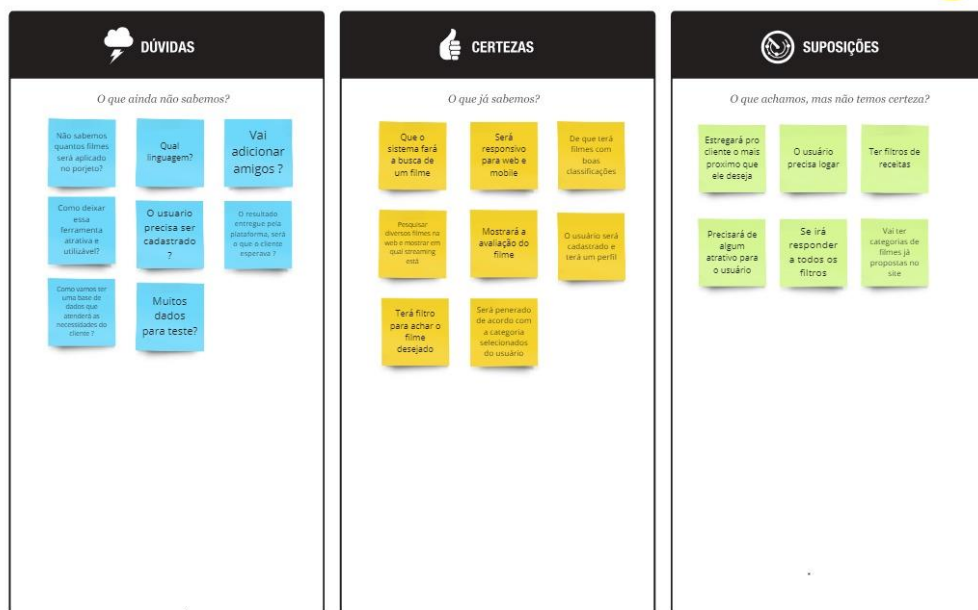 DÚVIDAS
O que ainda não sabemos?
Não sabemos
quantos filmes
será aplicado
no porjeto?
Qual
linguagem?
Vai
adicionar
amigos ?
Como deixar
essa
ferramenta
atrativa e
utilizável?
O usuario
precisa ser
cadastrado
?
O resultado
entregue pela
plataforma, será
o que o cliente
esperava ?
Como vamos ter
uma base de
dados que
atenderá as
necessidades do
cliente ?
Muitos
dados
para teste?
CERTEZAS
O que já sabemos?
Que o
sistema fará
a busca de
um filme
Será
responsivo
para web e
mobile
De que terá
filmes com
boas
classificações
Pesquisar
diversos filmes na
web e mostrar em
qual streaming
está
Mostrará a
avaliação do
filme
O usuário será
cadastrado e
terá um perfil
Terá filtro
para achar o
filme
desejado
Será penerado
de acordo com
a categoria
selecionados
do usuário
SUPOSIÇÕES
O que achamos, mas não temos certeza?
Estregará pro
cliente o mais
proximo que
ele deseja
O usuário
precisa logar
Ter filtros de
receitas
Precisará de
algum
atrativo para
o usuário
Se irá
responder
a todos os
filtros
Vai ter
categorias de
filmes já
propostas no
site